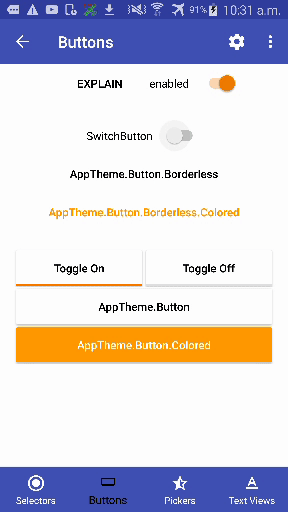 91% 10:31 a.m.
Buttons
EXPLAIN enabled
SwitchButton
AppTheme.Button.Borderless
AppTheme.Button.Borderless.Colored
Toggle On Toggle Off
AppTheme.Button
AppTheme.Button.Colored
Selectors Buttons Pickers Text Views